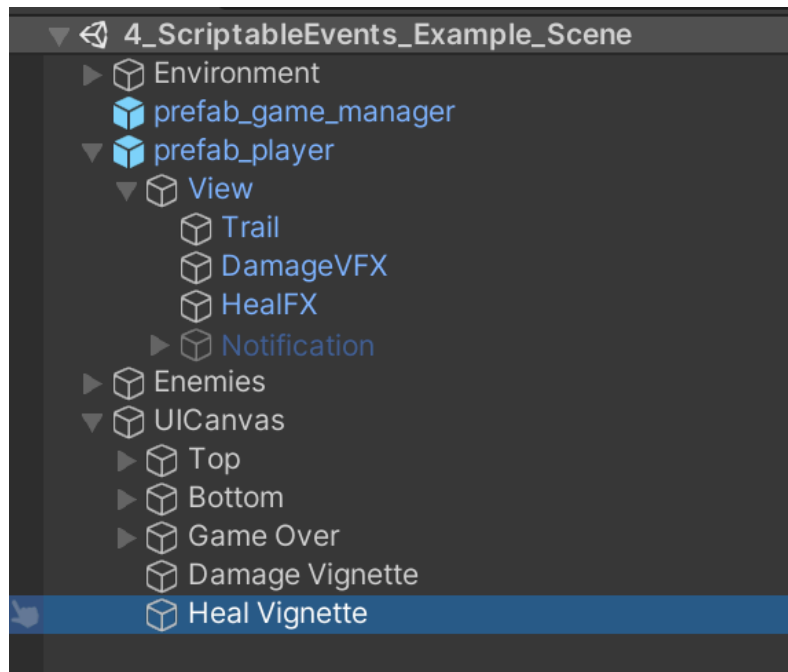 4_ScriptableEvents_Example_Scene
Environment
prefab_game_manager
prefab_player
View
Trail
DamageVFX
HealFX
Notification
Enemies
UICanvas
Top
Bottom
Game Over
Damage Vignette
Heal Vignette